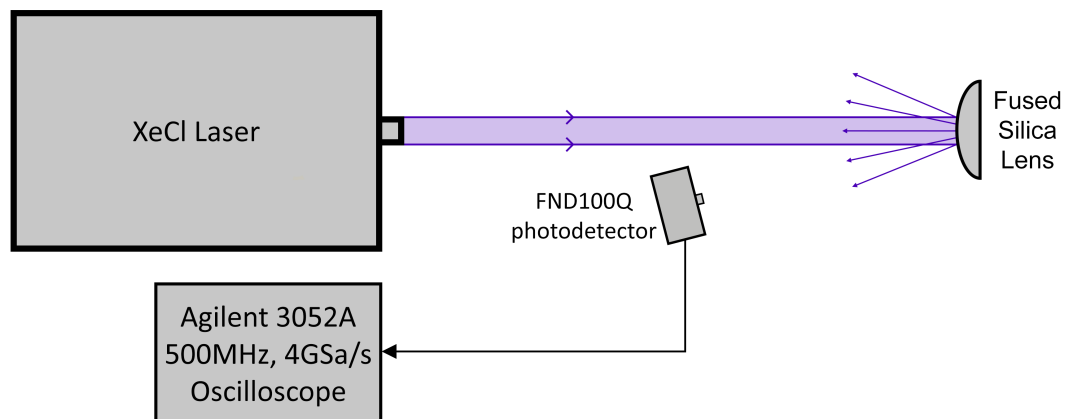 XeCl Laser
Fused
Silica
Lens
FND100Q
photodetector
Agilent 3052A
500MHz, 4GSa/s
Oscilloscope